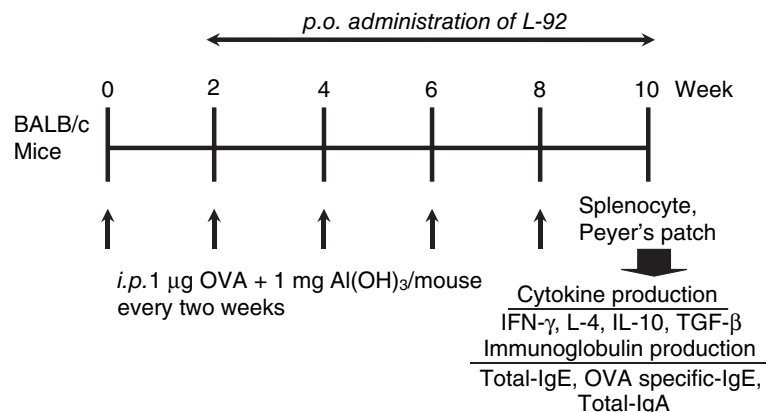 p.o. administration of L-92
0 2 4 6 8 10 Week
BALB/c
Mice
Splenocyte,
Peyer's patch
i.p.1 μg OVA + 1 mg Al(OH)₃/mouse
every two weeks
Cytokine production
IFN-γ, L-4, IL-10, TGF-β
Immunoglobulin production
Total-IgE, OVA specific-IgE,
Total-IgA